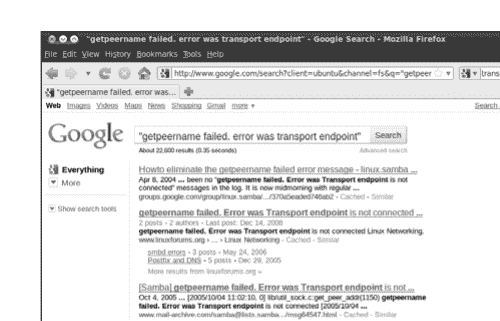 "getpeername failed. error was transport endpoint" - Google Search - Mozilla Firefox
File Edit View History Bookmarks Tools Help
http://www.google.com/search?client=ubuntu&channel=fs&q="getpeer
trans
"getpeername failed. error was...
Web Images Videos Maps News Shopping Gmail more
Search
Google
"getpeername failed. error was transport endpoint"
Search
About 22,600 results (0.35 seconds)
Advanced search
Everything
More
Show search tools
Howto eliminate the getpeername failed error message - linux.samba ...
Apr 8, 2004 ... been no "getpeername failed. Error was Transport endpoint is not
connected" messages in the log. It is now midmorning with regular ...
groups.google.com/group/linux.samba/.../ - Cached - Similar
getpeername failed. Error was Transport endpoint is not connected ...
2 posts - 2 authors - Last post: Dec 14, 2008
getpeername failed. Error was Transport endpoint is not connected Linux Networking.
www.linuxforums.org › ... › Linux Networking - Cached - Similar
smbd errors - 3 posts - May 24, 2006
Postfix and DNS - 5 posts - Dec 29, 2005
More results from linuxforums.org »
[Samba] getpeername failed. Error was Transport endpoint is not ...
Oct 4, 2005 ... [2005/10/04 11:02:10, 0] lib/util_sock.c:get_peer_addr(1150) getpeername
failed. Error was Transport endpoint is not connected [2005/10/04 ...
www.mail-archive.com/samba@lists.samba.../msg64547.html - Cached